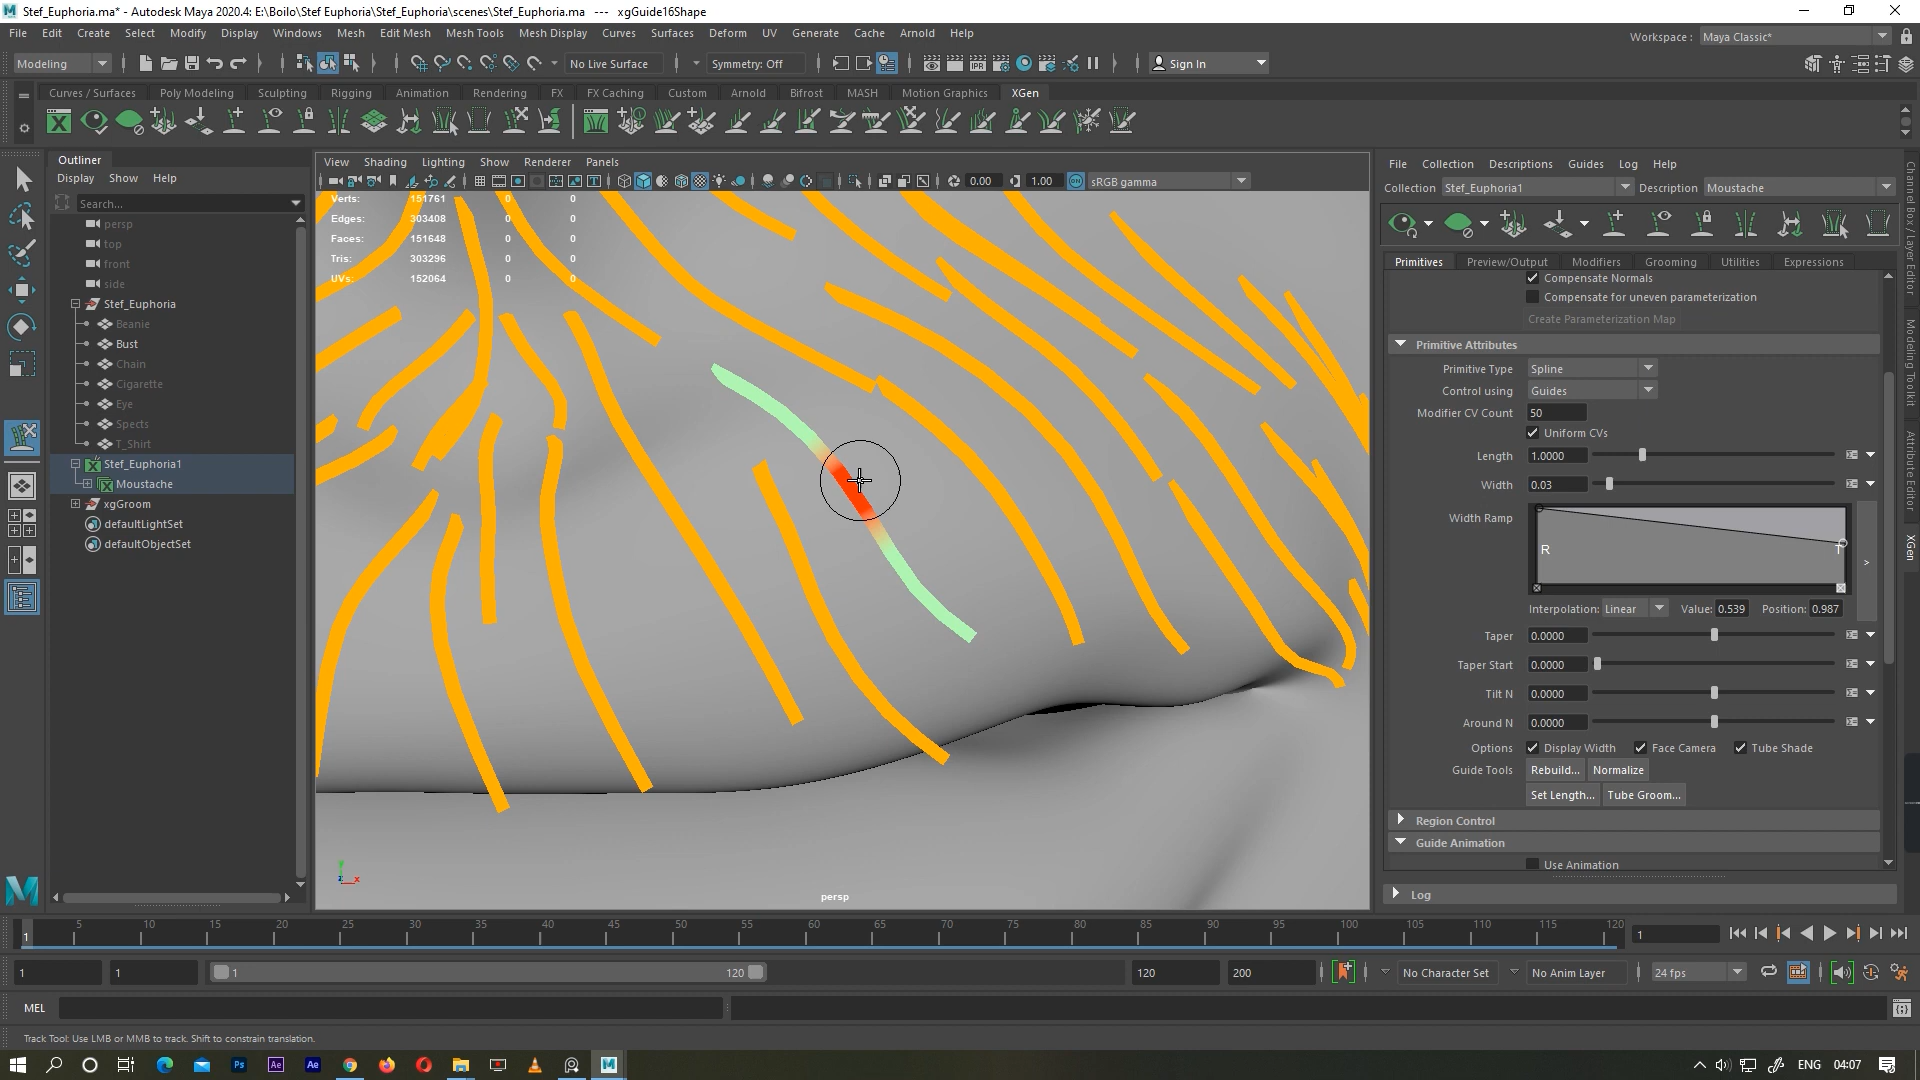 Stef_Euphoria.ma* - Autodesk Maya 2020.4: E:\Boilo\Stef Euphoria\Stef_Euphoria\scenes\Stef_Euphoria.ma --- xgGuide16Shape
File Edit Create Select Modify Display Windows Mesh Edit Mesh Mesh Tools Mesh Display Curves Surfaces Deform UV Generate Cache Arnold Help
Workspace : Maya Classic*
Modeling No Live Surface Symmetry: Off Sign In
Curves / Surfaces Poly Modeling Sculpting Rigging Animation Rendering FX FX Caching Custom Arnold Bifrost MASH Motion Graphics XGen
Outliner
Display Show Help
Search...
persp
top
front
side
Stef_Euphoria
Beanie
Bust
Chain
Cigarette
Eye
Spects
T_Shirt
Stef_Euphoria1
Moustache
xgGroom
defaultLightSet
defaultObjectSet
View Shading Lighting Show Renderer Panels
0.00 1.00 sRGB gamma
Verts: 151761 0 0
Edges: 303408 0 0
Faces: 151648 0 0
Tris: 303296 0 0
UVs: 152064 0 0
persp
File Collection Descriptions Guides Log Help
Collection Stef_Euphoria1 Description Moustache
Primitives Preview/Output Modifiers Grooming Utilities Expressions
Compensate Normals
Compensate for uneven parameterization
Create Parameterization Map
Primitive Attributes
Primitive Type Spline
Control using Guides
Modifier CV Count 50
Uniform CVs
Length 1.0000
Width 0.03
Width Ramp
R T
>
Interpolation: Linear Value: 0.539 Position: 0.987
Taper 0.0000
Taper Start 0.0000
Tilt N 0.0000
Around N 0.0000
Options Display Width Face Camera Tube Shade
Guide Tools Rebuild... Normalize
Set Length... Tube Groom...
Region Control
Guide Animation
Use Animation
Log
Channel Box / Layer Editor
Modeling Toolkit
Attribute Editor
XGen
1 5 10 15 20 25 30 35 40 45 50 55 60 65 70 75 80 85 90 95 100 105 110 115 120 1
1 1 1 120 120 200 No Character Set No Anim Layer 24 fps
MEL
Track Tool: Use LMB or MMB to track. Shift to constrain translation.
ENG 04:07